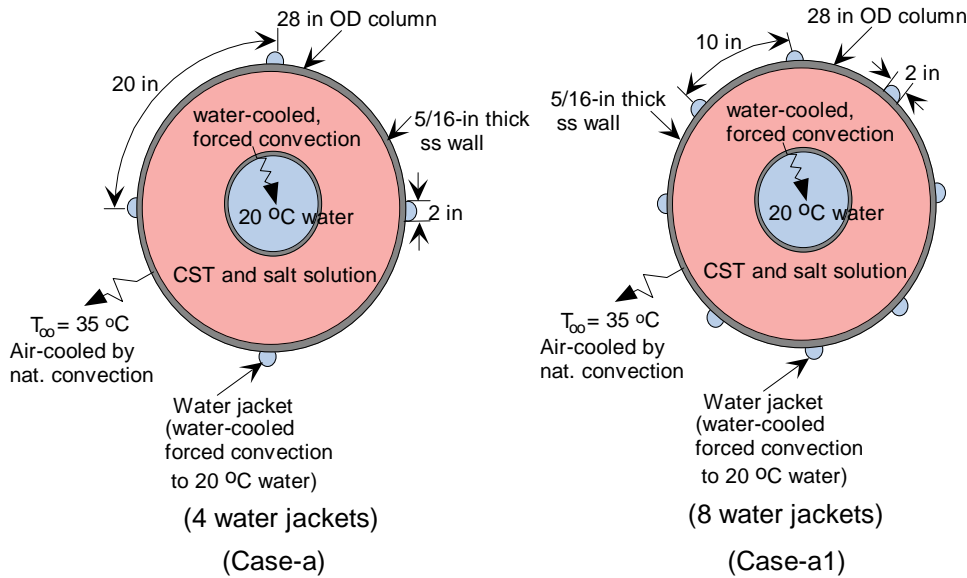 28 in OD column
20 in
water-cooled,
forced convection
5/16-in thick
ss wall
20 ºC water
2 in
CST and salt solution
T∞ = 35 ºC
Air-cooled by
nat. convection
Water jacket
(water-cooled
forced convection
to 20 ºC water)
(4 water jackets)
(Case-a)
28 in OD column
10 in
2 in
5/16-in thick
ss wall
water-cooled,
forced convection
20 ºC water
CST and salt solution
T∞ = 35 ºC
Air-cooled by
nat. convection
Water jacket
(water-cooled
forced convection
to 20 ºC water)
(8 water jackets)
(Case-a1)